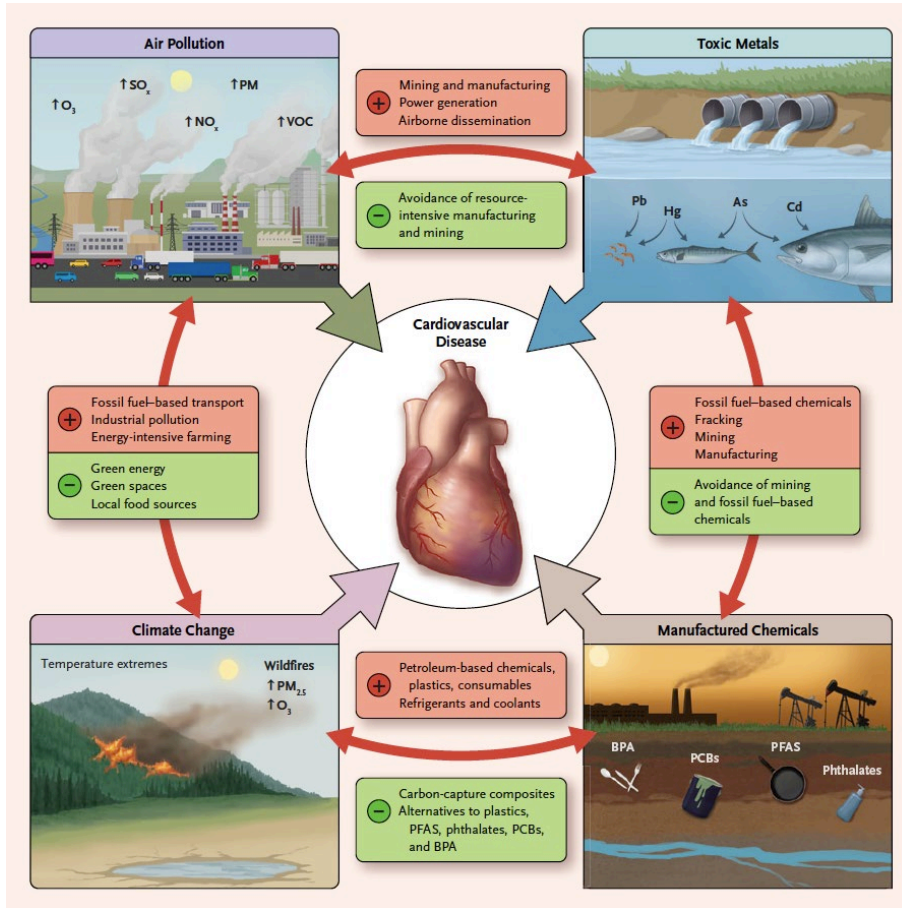 Air Pollution
↑O₃
↑SOₓ
↑PM
↑NOₓ
↑VOC
+
Mining and manufacturing
Power generation
Airborne dissemination
−
Avoidance of resource-
intensive manufacturing
and mining
Toxic Metals
Pb
Hg
As
Cd
Cardiovascular
Disease
+
Fossil fuel–based transport
Industrial pollution
Energy-intensive farming
−
Green energy
Green spaces
Local food sources
+
Fossil fuel–based chemicals
Fracking
Mining
Manufacturing
−
Avoidance of mining
and fossil fuel–based
chemicals
Climate Change
Temperature extremes
Wildfires
↑PM₂.₅
↑O₃
+
Petroleum-based chemicals,
plastics, consumables
Refrigerants and coolants
−
Carbon-capture composites
Alternatives to plastics,
PFAS, phthalates, PCBs,
and BPA
Manufactured Chemicals
BPA
PCBs
PFAS
Phthalates